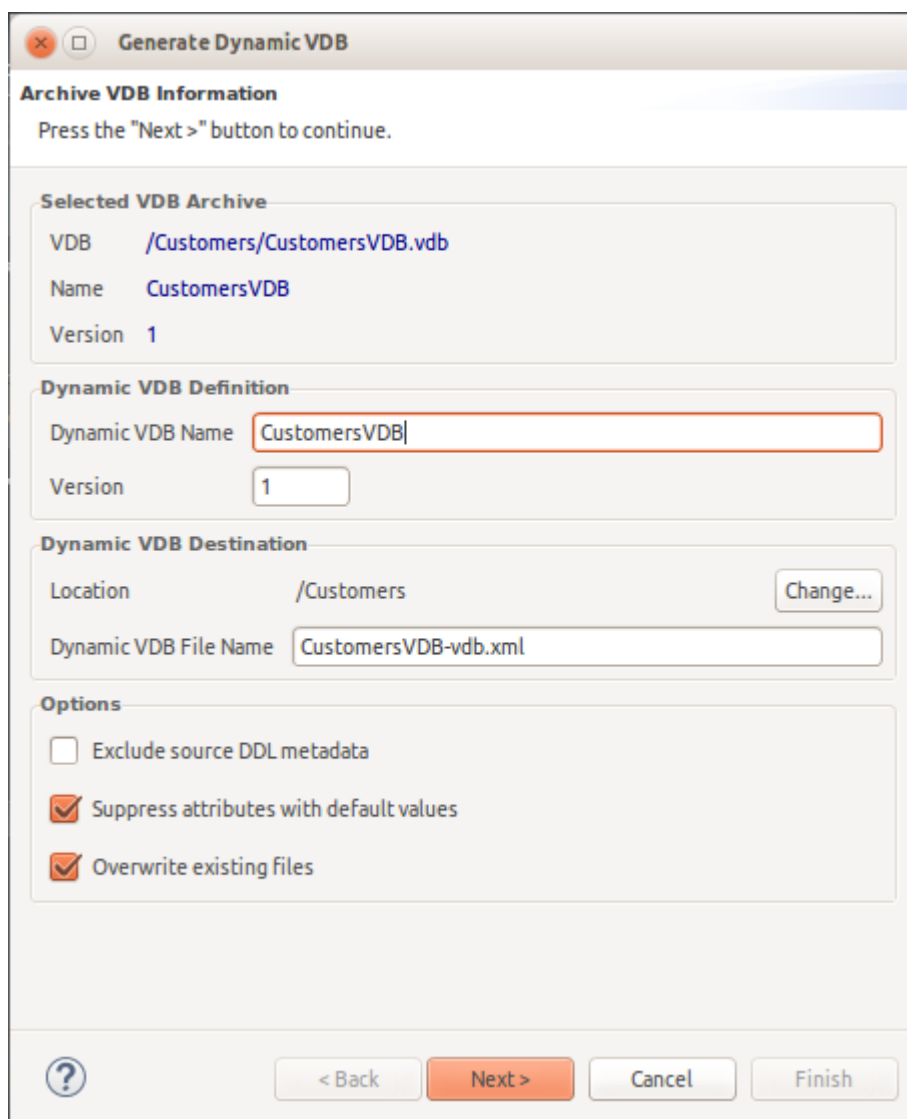 Generate Dynamic VDB
Archive VDB Information
Press the "Next >" button to continue.
Selected VDB Archive
VDB /Customers/CustomersVDB.vdb
Name CustomersVDB
Version 1
Dynamic VDB Definition
Dynamic VDB Name CustomersVDB
Version 1
Dynamic VDB Destination
Location /Customers Change...
Dynamic VDB File Name CustomersVDB-vdb.xml
Options
Exclude source DDL metadata
Suppress attributes with default values
Overwrite existing files
? < Back Next > Cancel Finish